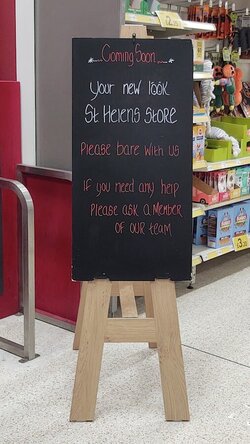 ...Coming Soon...
your new look
St Helens Store
Please bare with us
If you need any help
Please ask a Member
of our team